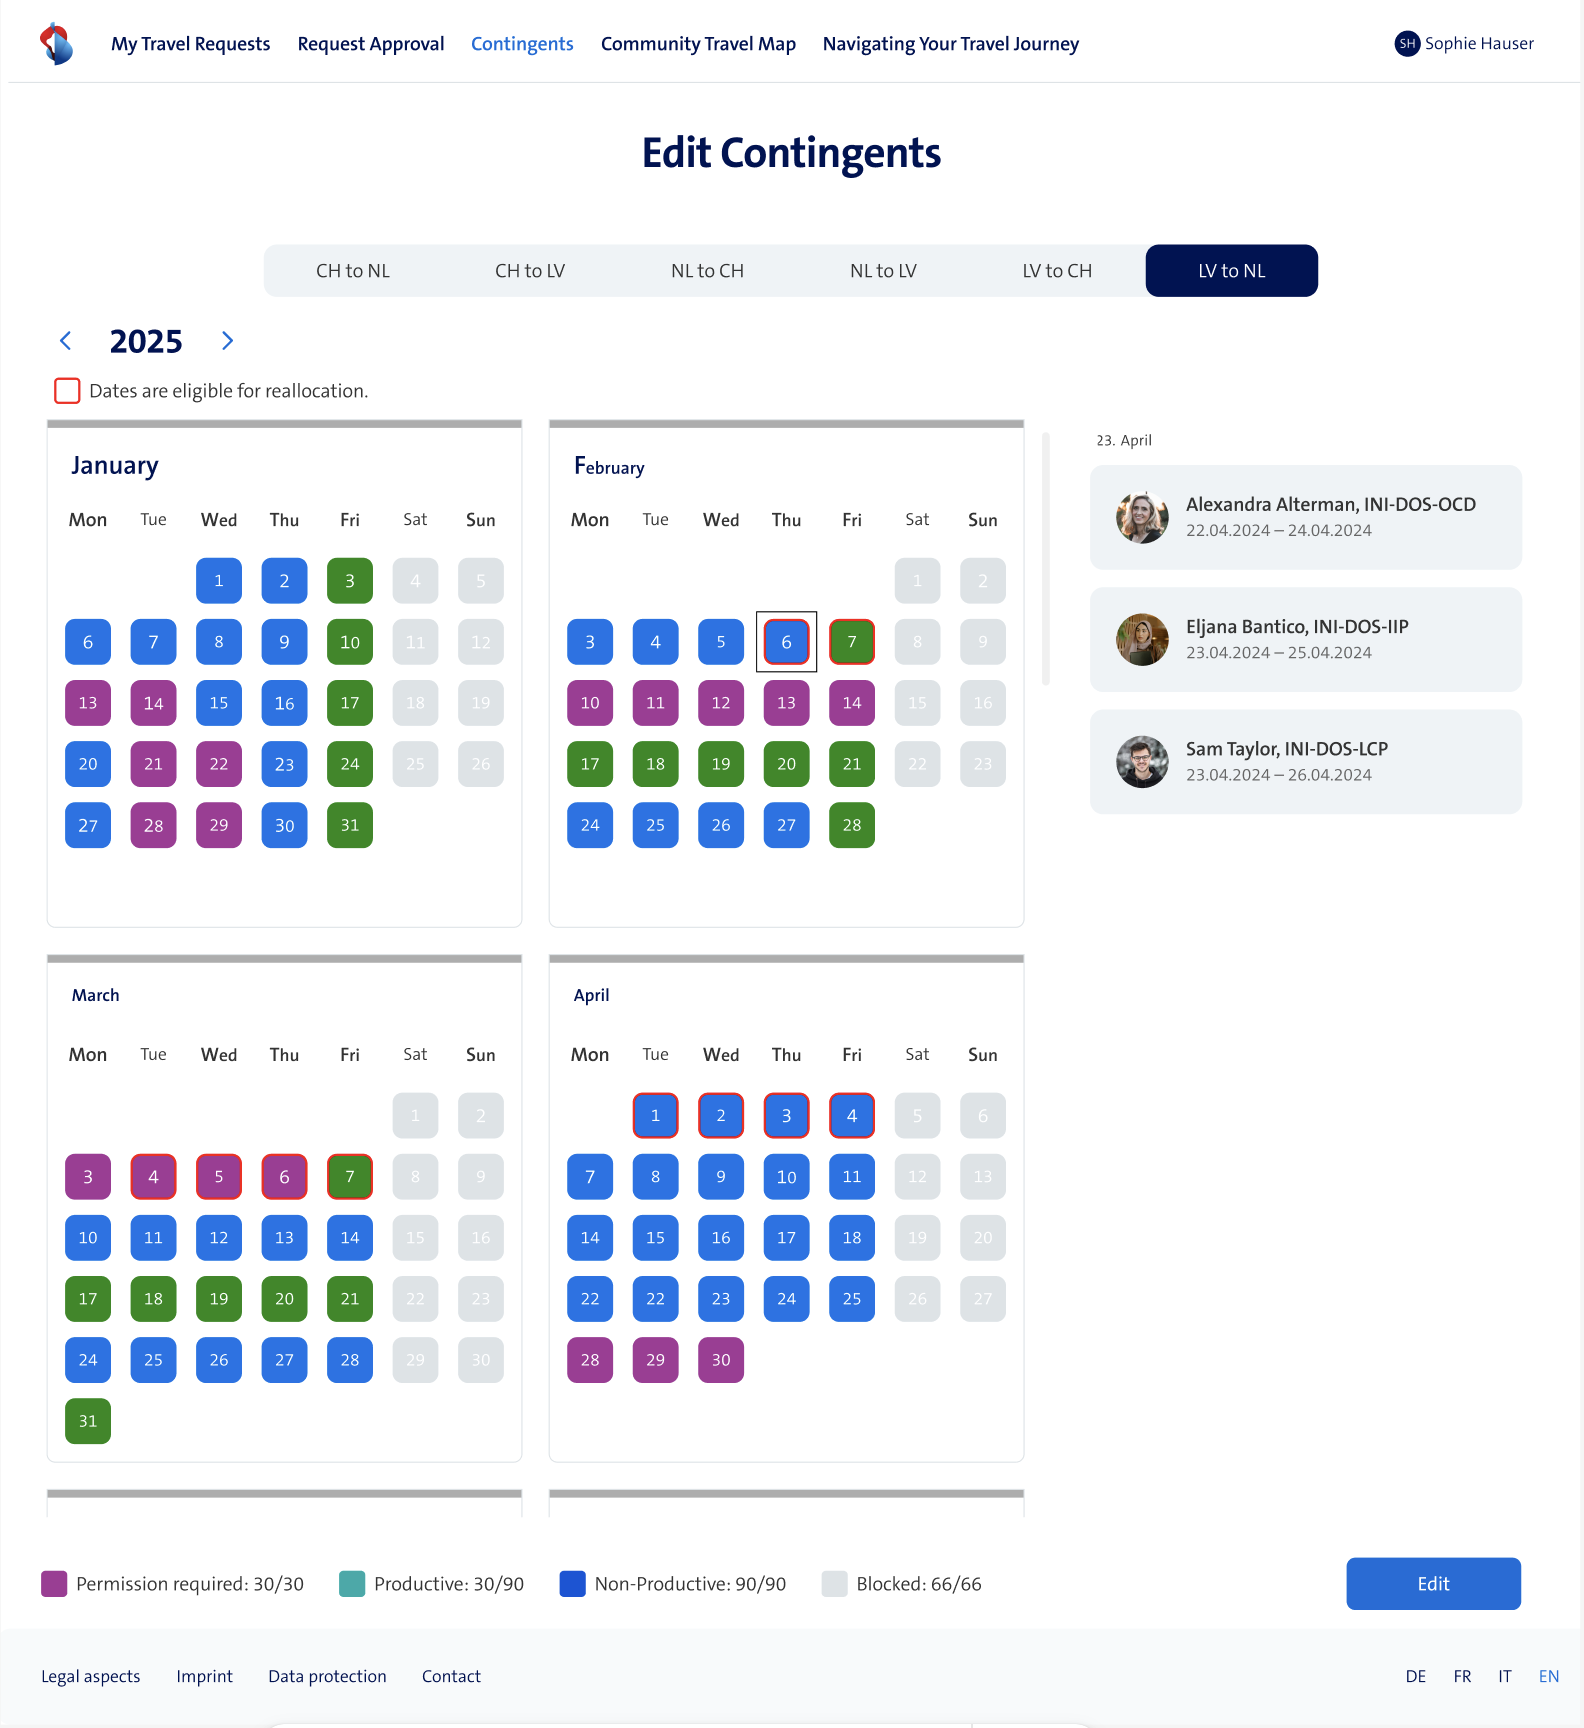 My Travel Requests Request Approval Contingents Community Travel Map Navigating Your Travel Journey SH Sophie Hauser
Edit Contingents
CH to NL CH to LV NL to CH NL to LV LV to CH LV to NL
2025
Dates are eligible for reallocation.
January
Mon Tue Wed Thu Fri Sat Sun
1 2 3 4 5
6 7 8 9 10 11 12
13 14 15 16 17 18 19
20 21 22 23 24 25 26
27 28 29 30 31
February
Mon Tue Wed Thu Fri Sat Sun
1 2
3 4 5 6 7 8 9
10 11 12 13 14 15 16
17 18 19 20 21 22 23
24 25 26 27 28
23. April
Alexandra Alterman, INI-DOS-OCD
22.04.2024 – 24.04.2024
Eljana Bantico, INI-DOS-IIP
23.04.2024 – 25.04.2024
Sam Taylor, INI-DOS-LCP
23.04.2024 – 26.04.2024
March
Mon Tue Wed Thu Fri Sat Sun
1 2
3 4 5 6 7 8 9
10 11 12 13 14 15 16
17 18 19 20 21 22 23
24 25 26 27 28 29 30
31
April
Mon Tue Wed Thu Fri Sat Sun
1 2 3 4 5 6
7 8 9 10 11 12 13
14 15 16 17 18 19 20
22 22 23 24 25 26 27
28 29 30
Permission required: 30/30 Productive: 30/90 Non-Productive: 90/90 Blocked: 66/66 Edit
Legal aspects Imprint Data protection Contact DE FR IT EN